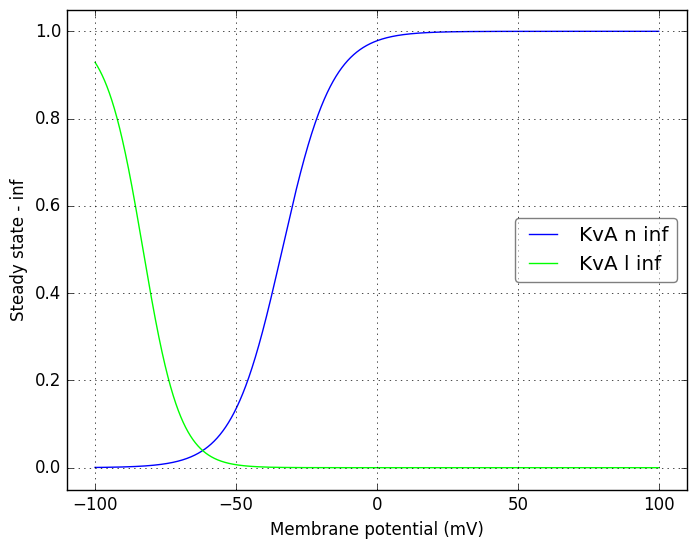 1.0
0.8
0.6
0.4
0.2
0.0
Steady state - inf
KvA n inf
KvA l inf
−100
−50
0
50
100
Membrane potential (mV)